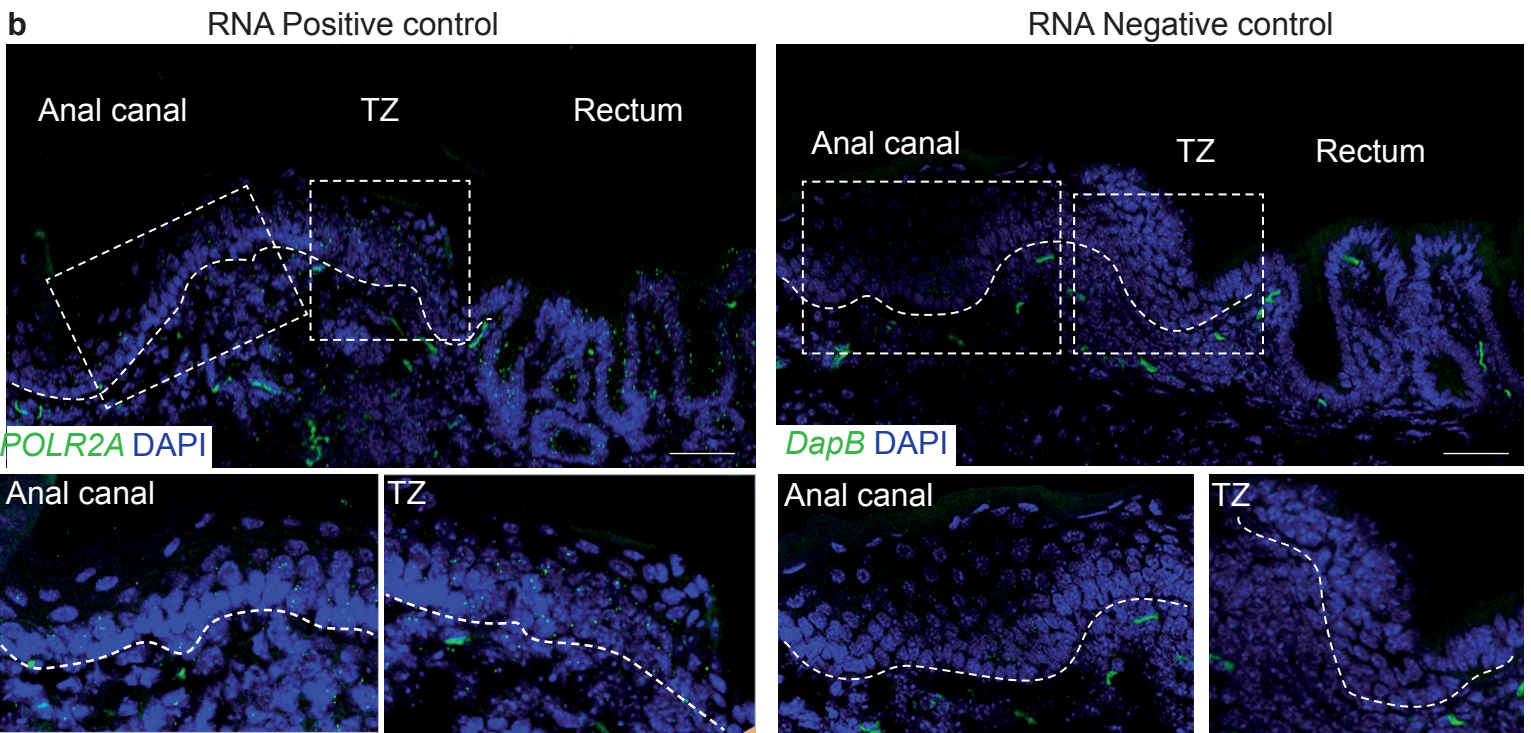 b
RNA Positive control
RNA Negative control
Anal canal
TZ
Rectum
Anal canal
TZ
Rectum
POLR2A DAPI
DapB DAPI
Anal canal
TZ
Anal canal
TZ